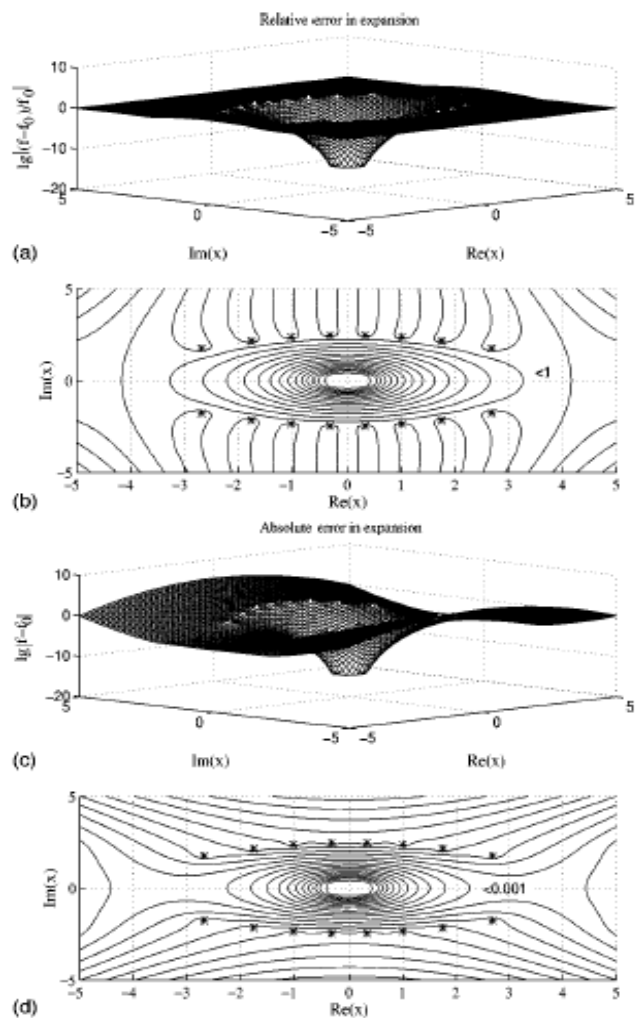 Relative error in expansion
lg|(f−f₀)/f₀|
10
0
−10
−20
5
0
−5
−5
0
5
Im(x)
Re(x)
(a)
Im(x)
5
0
−5
<1
−5 −4 −3 −2 −1 0 1 2 3 4 5
Re(x)
(b)
Absolute error in expansion
lg|f−f₀|
10
0
−10
−20
5
0
−5
−5
0
5
Im(x)
Re(x)
(c)
Im(x)
5
0
−5
<0.001
−5 −4 −3 −2 −1 0 1 2 3 4 5
Re(x)
(d)